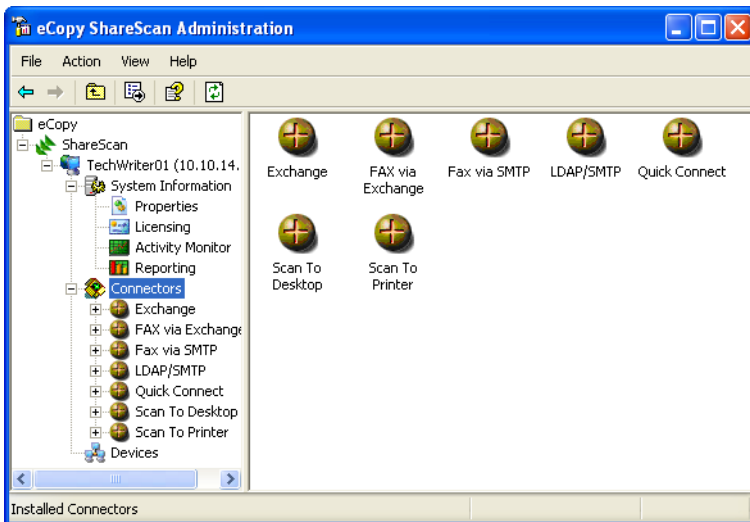 eCopy ShareScan Administration
File Action View Help
eCopy
ShareScan
TechWriter01 (10.10.14.
System Information
Properties
Licensing
Activity Monitor
Reporting
Connectors
Exchange
FAX via Exchange
Fax via SMTP
LDAP/SMTP
Quick Connect
Scan To Desktop
Scan To Printer
Devices
Exchange
FAX via
Exchange
Fax via SMTP
LDAP/SMTP
Quick Connect
Scan To
Desktop
Scan To
Printer
Installed Connectors